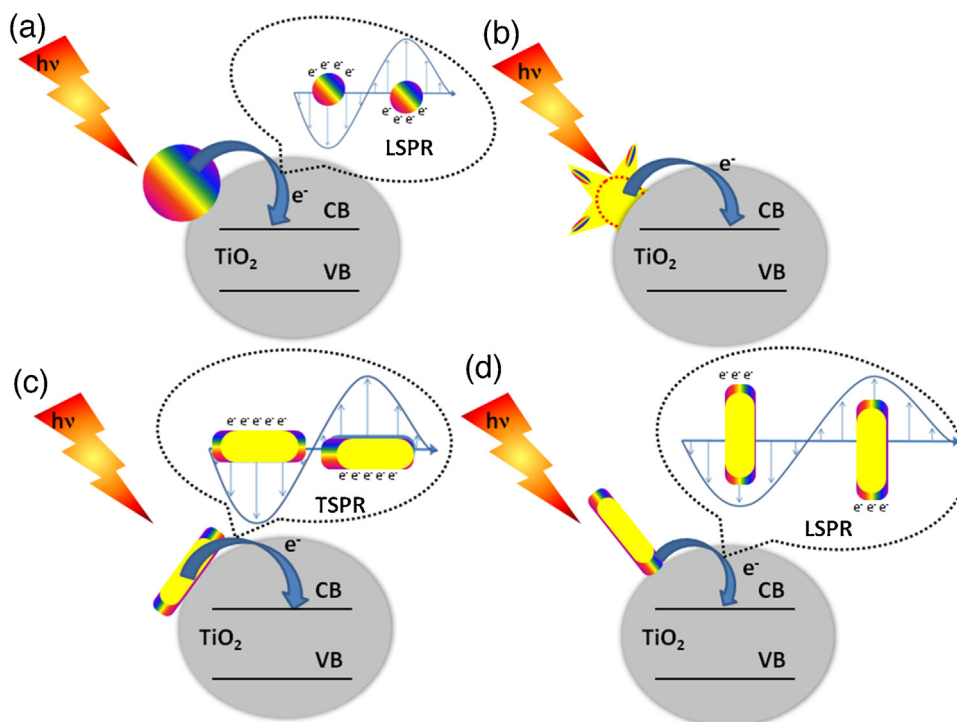 (a)
hν
e⁻ e⁻ e⁻ e⁻
e⁻ e⁻ e⁻ e⁻
LSPR
e⁻
CB
TiO₂
VB
(b)
hν
e⁻
CB
TiO₂
VB
(c)
hν
e⁻ e⁻ e⁻ e⁻ e⁻
e⁻ e⁻ e⁻ e⁻ e⁻
TSPR
e⁻
CB
TiO₂
VB
(d)
hν
e⁻ e⁻ e⁻
e⁻ e⁻ e⁻
LSPR
e⁻
CB
TiO₂
VB